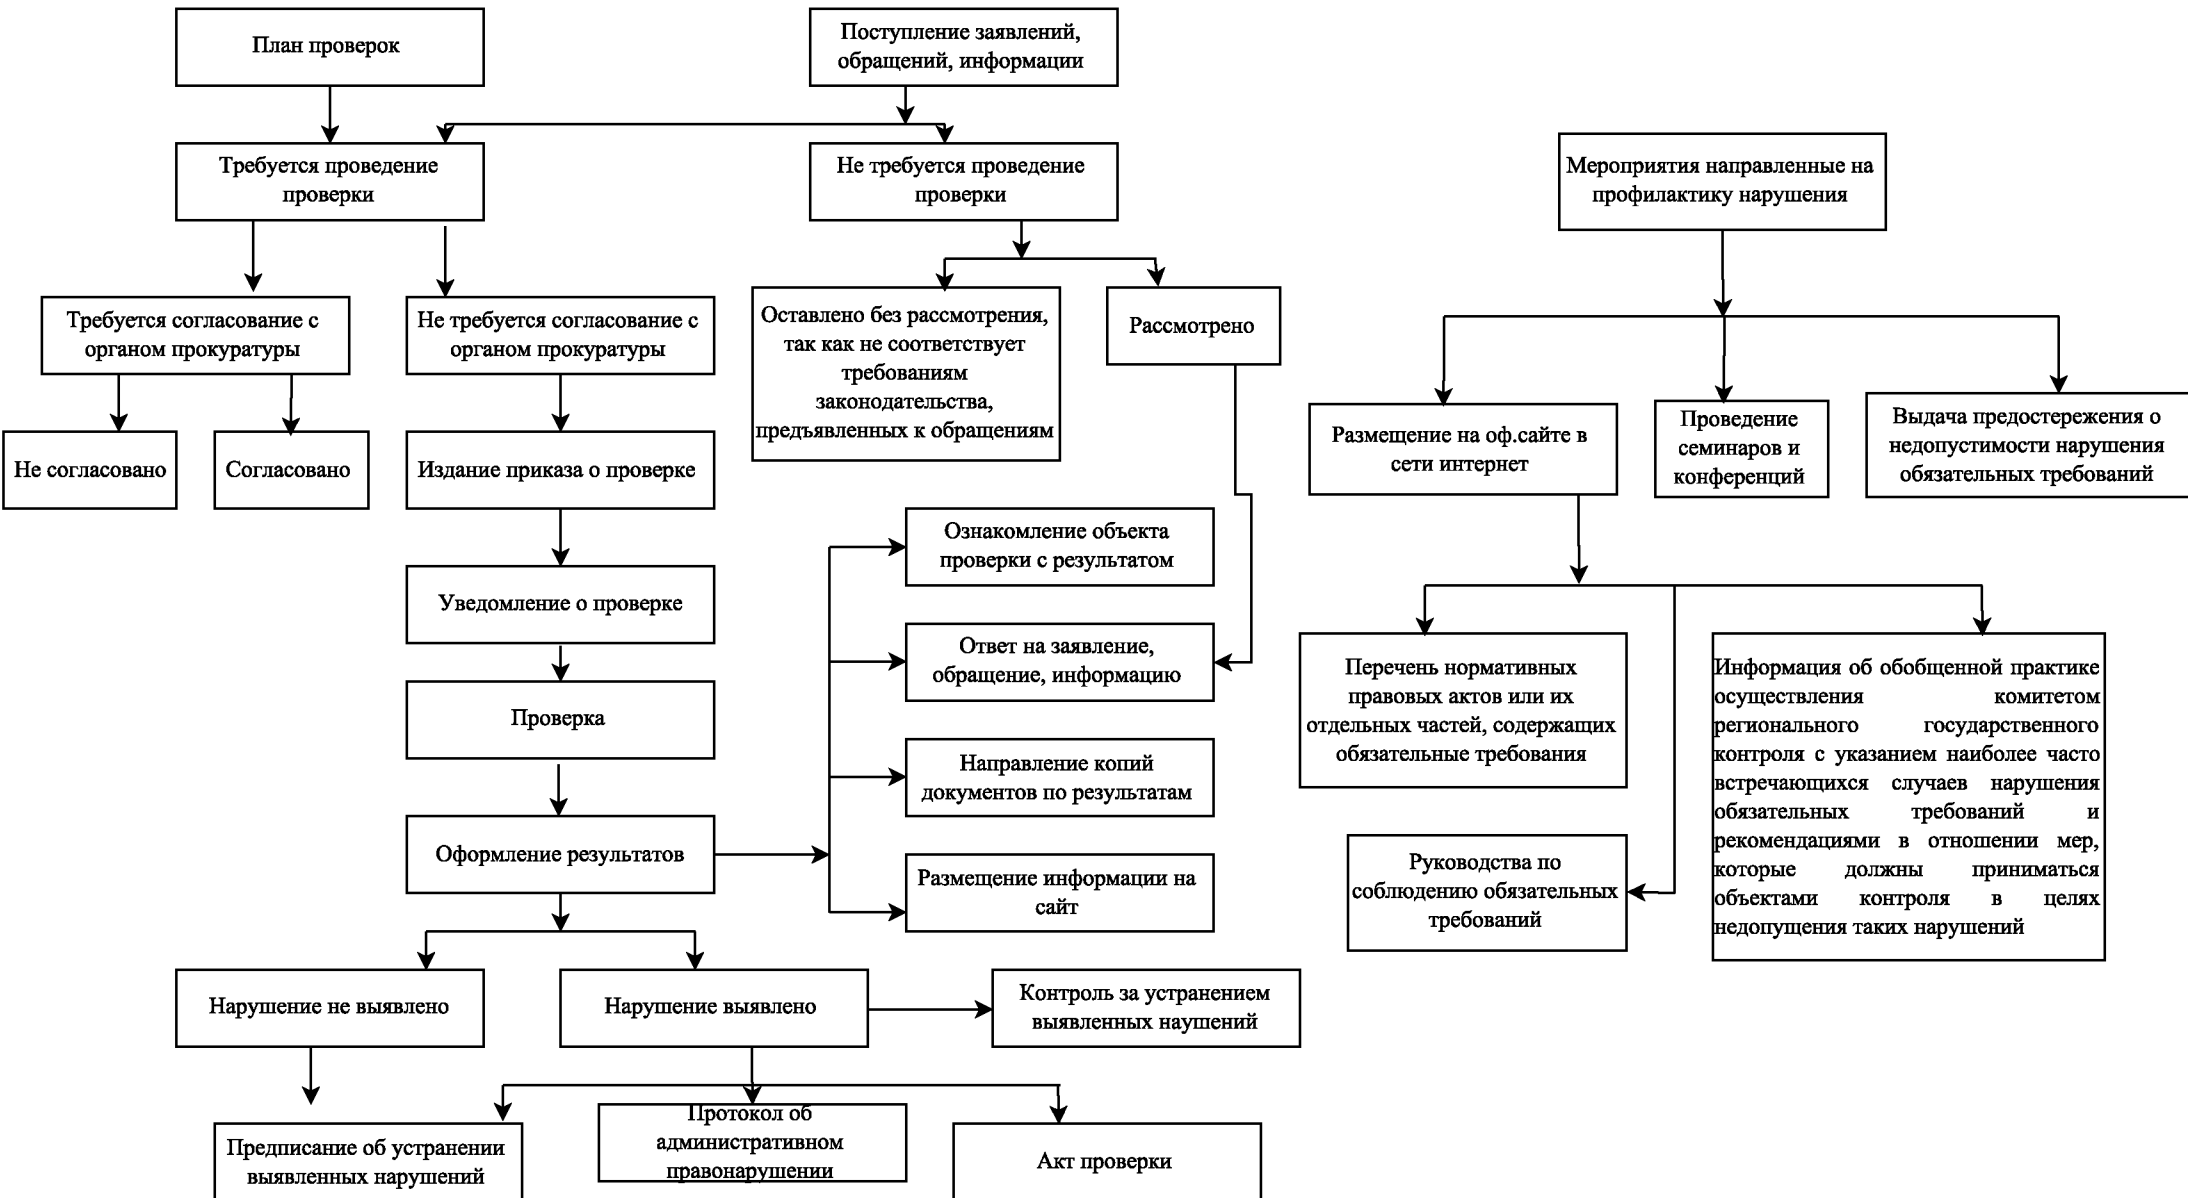 План проверок
Поступление заявлений,
обращений, информации
Требуется проведение
проверки
Не требуется проведение
проверки
Мероприятия направленные на
профилактику нарушения
Требуется согласование с
органом прокуратуры
Не требуется согласование с
органом прокуратуры
Оставлено без рассмотрения,
так как не соответствует
требованиям
законодательства,
предъявленных к обращениям
Рассмотрено
Не согласовано
Согласовано
Издание приказа о проверке
Размещение на оф.сайте в
сети интернет
Проведение
семинаров и
конференций
Выдача предостережения о
недопустимости нарушения
обязательных требований
Ознакомление объекта
проверки с результатом
Уведомление о проверке
Ответ на заявление,
обращение, информацию
Проверка
Направление копий
документов по результатам
Оформление результатов
Размещение информации на
сайт
Перечень нормативных
правовых актов или их
отдельных частей, содержащих
обязательные требования
Информация об обобщенной практике
осуществления комитетом
регионального государственного
контроля с указанием наиболее часто
встречающихся случаев нарушения
обязательных требований и
рекомендациями в отношении мер,
которые должны приниматься
объектами контроля в целях
недопущения таких нарушений
Руководства по
соблюдению обязательных
требований
Нарушение не выявлено
Нарушение выявлено
Контроль за устранением
выявленных наушений
Предписание об устранении
выявленных нарушений
Протокол об
административном
правонарушении
Акт проверки